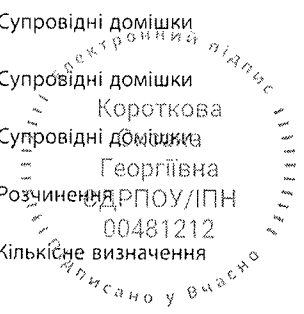 Супровідні домішки
Електронний підпис
Супровідні домішки
Короткова
Супровідні домішки
Георгіївна
Розчинення
ЄДРПОУ/ІПН
00481212
Кількісне визначення
Підписано у Вчасно